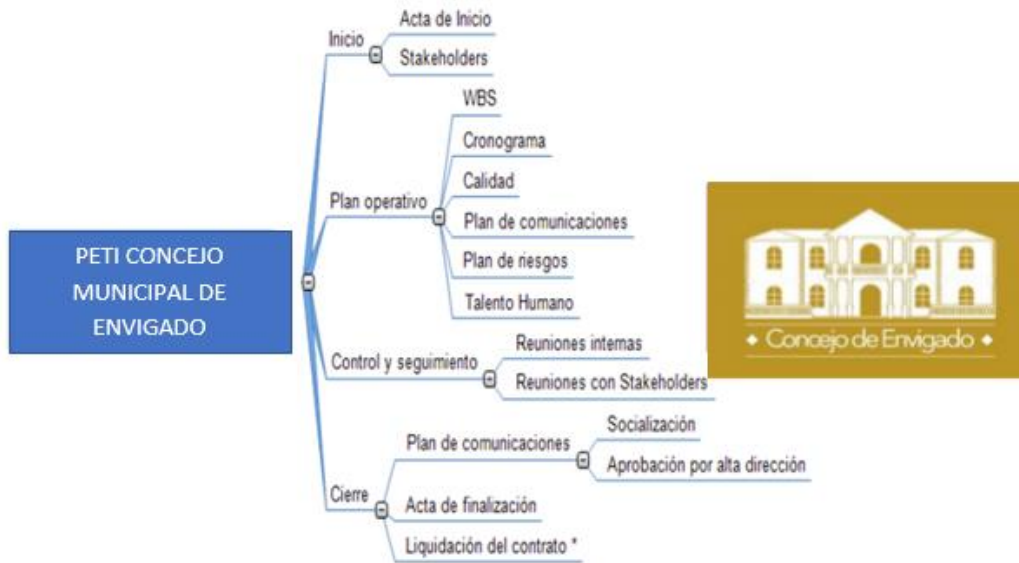 Acta de Inicio
Inicio
Stakeholders
WBS
Cronograma
Calidad
Plan operativo
Plan de comunicaciones
Plan de riesgos
Talento Humano
PETI CONCEJO
MUNICIPAL DE
ENVIGADO
Concejo de Envigado
Reuniones internas
Control y seguimiento
Reuniones con Stakeholders
Socialización
Plan de comunicaciones
Aprobación por alta dirección
Cierre
Acta de finalización
Liquidación del contrato *